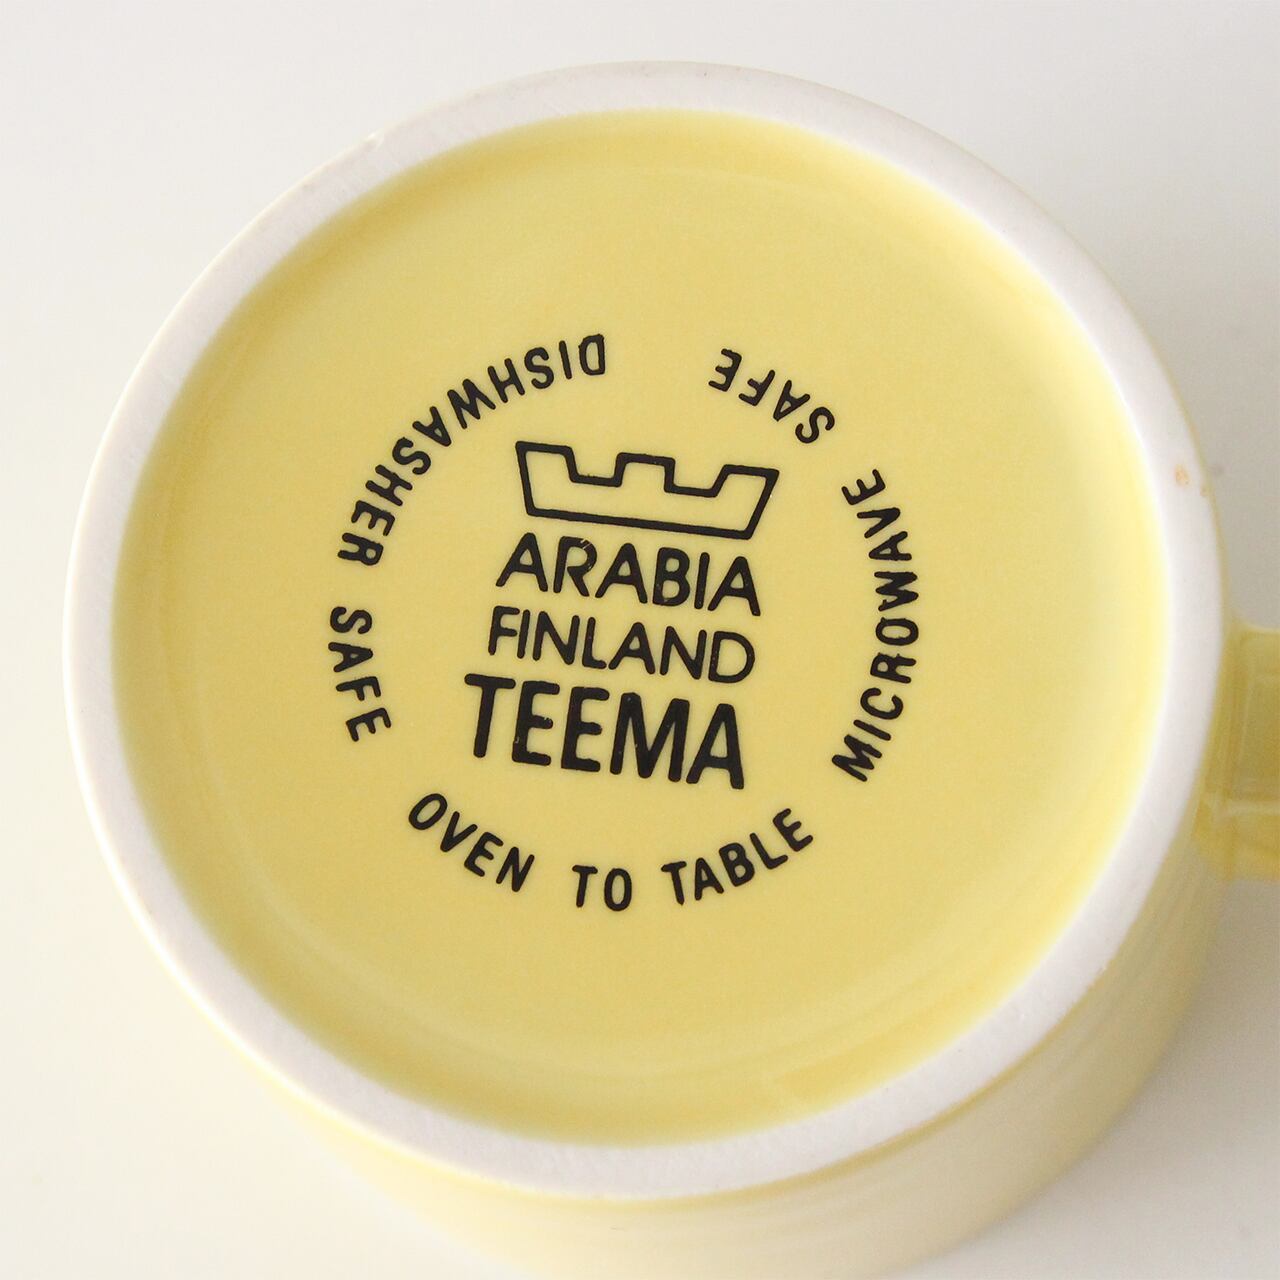 ARABIA
FINLAND
TEEMA
DISHWASHER SAFE
OVEN TO TABLE
MICROWAVE SAFE